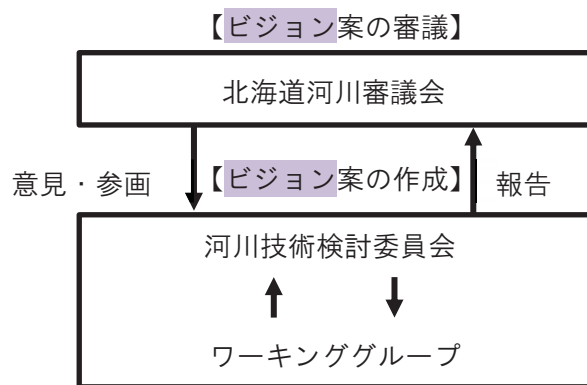 【ビジョン案の審議】
北海道河川審議会
意見・参画
【ビジョン案の作成】
報告
河川技術検討委員会
ワーキンググループ